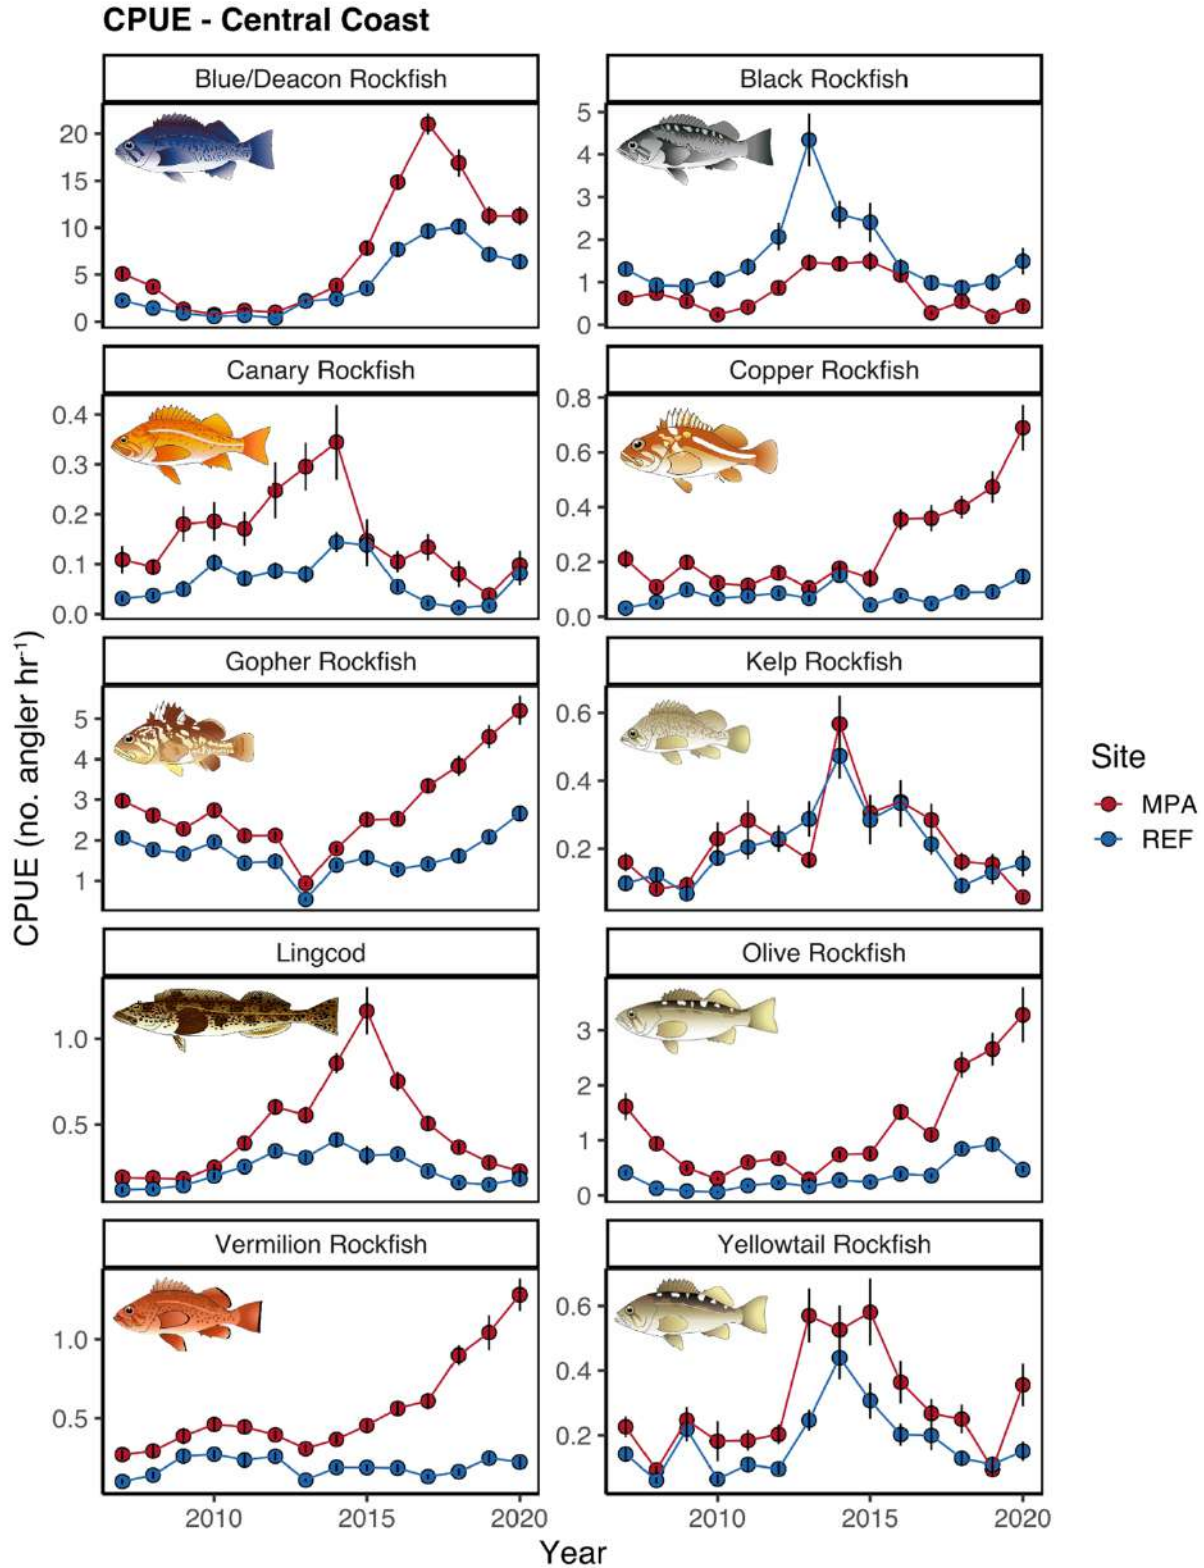 CPUE - Central Coast
Blue/Deacon Rockfish
Black Rockfish
20
15
10
5
0
5
4
3
2
1
0
Canary Rockfish
Copper Rockfish
0.4
0.3
0.2
0.1
0.0
0.8
0.6
0.4
0.2
0.0
Gopher Rockfish
Kelp Rockfish
5
4
3
2
1
0.6
0.4
0.2
Lingcod
Olive Rockfish
1.0
0.5
3
2
1
0
Vermilion Rockfish
Yellowtail Rockfish
1.0
0.5
0.6
0.4
0.2
2010
2015
2020
2010
2015
2020
CPUE (no. angler hr⁻¹)
Year
Site
MPA
REF